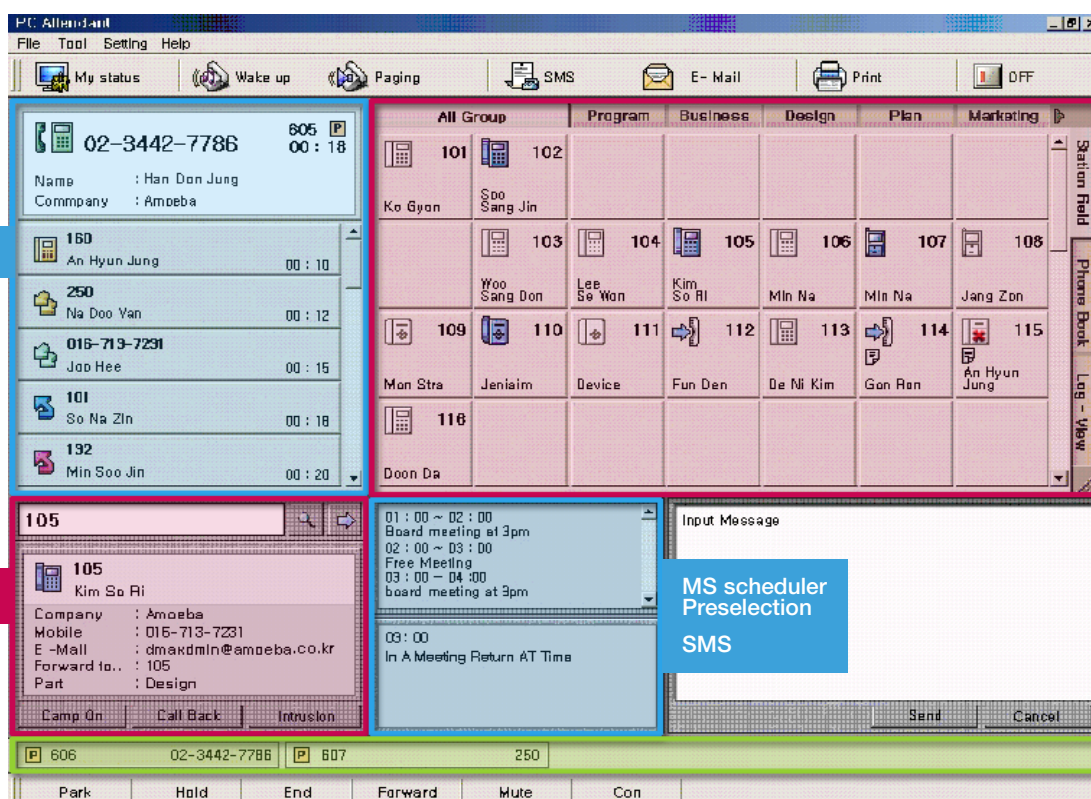 PC Attendant
File Tool Setting Help
My status Wake up Paging SMS E-Mail Print OFF
02-3442-7786 605 P
00 : 18
Name : Han Don Jung
Commpany : Amoeba
160
An Hyun Jung 00 : 10
250
Na Doo Van 00 : 12
016-713-7291
Jao Hee 00 : 15
101
So Na Zin 00 : 18
192
Min Soo Jin 00 : 20
All Group Program Business Design Plan Marketing
101 102
Ko Gyon Soo
Sang Jin
103 104 105 106 107 108
Woo
Sang Don Lee
Se Won Kim
So Ri Min Na Min Na Jang Zon
109 110 111 112 113 114 115
Mon Stra Jeniaim Device Fun Den De Ni Kim Gon Ron An Hyun
Jung
116
Doon Da
Station Field
Phone Book
Log - View
105
105
Kim So Ri
Company : Amoeba
Mobile : 016-713-7231
E -Mail : dmaxdmin@amoeba.co.kr
Forward to.. : 105
Part : Design
Camp On Call Back Intrusion
01 : 00 ~ 02 : 00
Board meeting at 3pm
02 : 00 ~ 03 : 00
Free Meeting
03 : 00 - 04 :00
board meeting at 3pm
03: 00
In A Meeting Return AT Time
MS scheduler
Preselection
SMS
Input Message
Send Cancel
P 606 02-3442-7786 P 607 250
Park Hold End Forward Mute Con